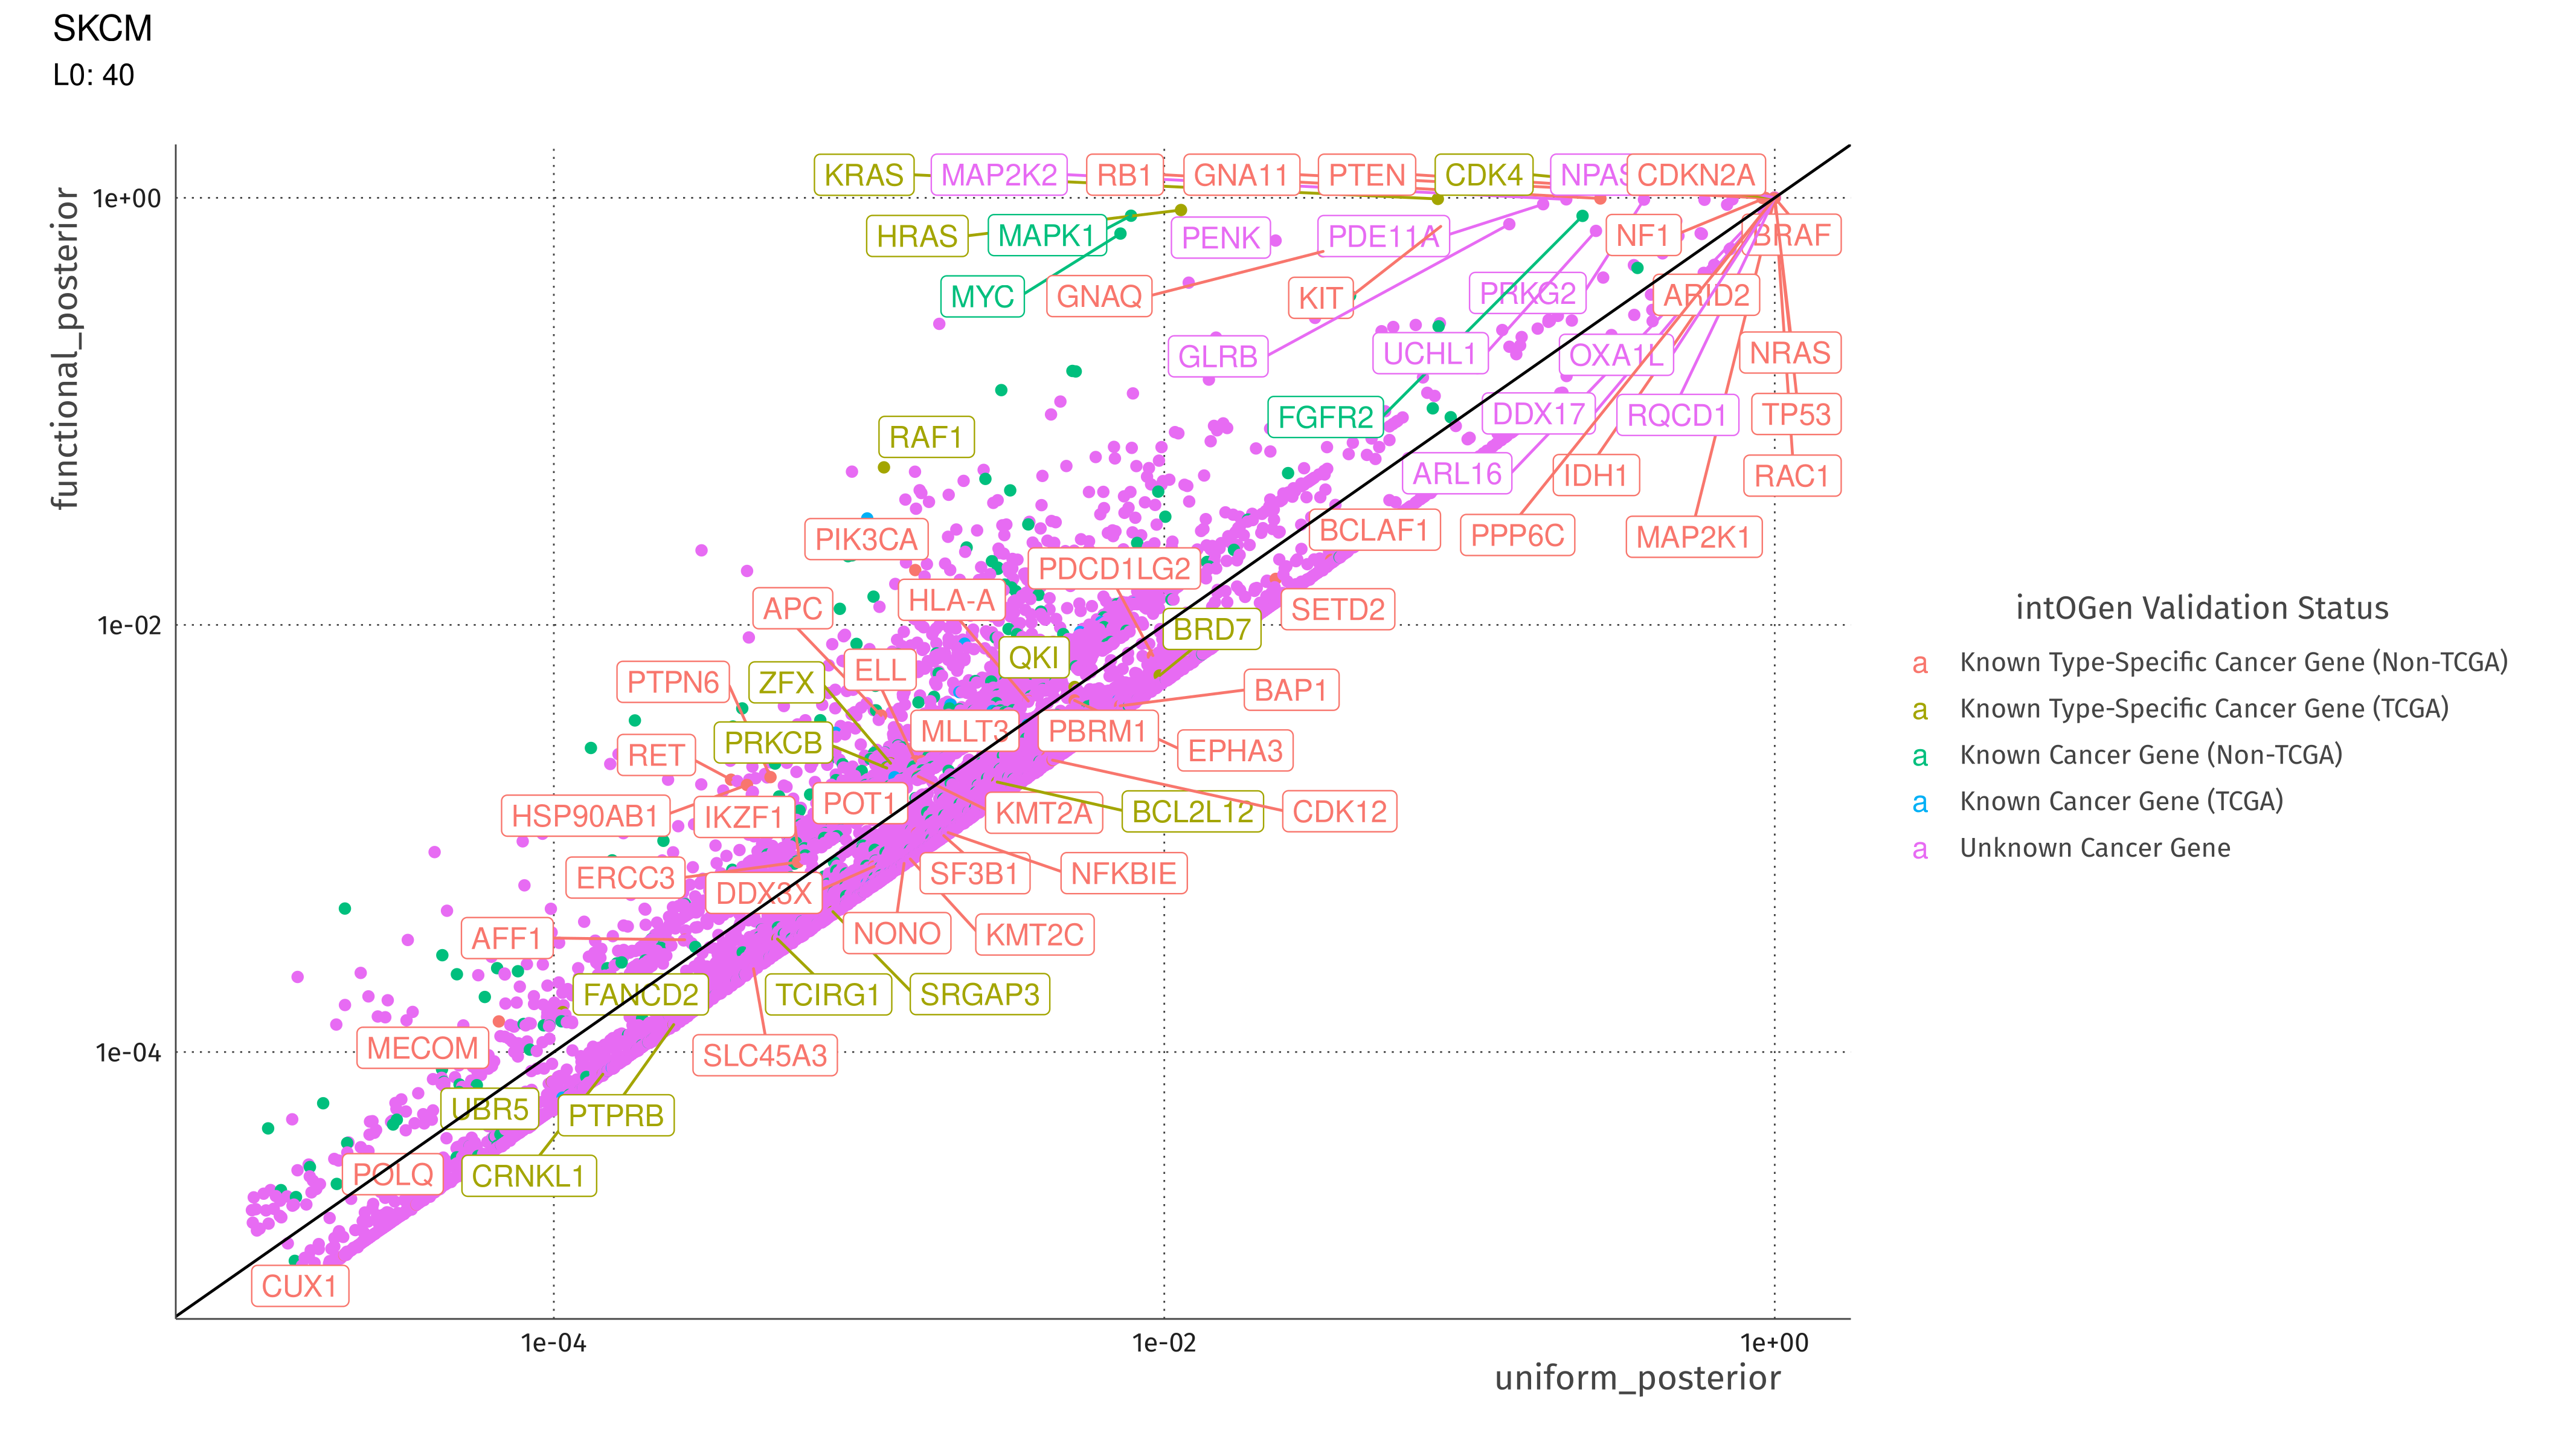 SKCM
L0: 40
functional_posterior
1e+00
1e-02
1e-04
KRAS
MAP2K2
RB1
GNA11
PTEN
CDK4
NPAS
CDKN2A
HRAS
MAPK1
PENK
PDE11A
NF1
BRAF
MYC
GNAQ
KIT
PRKG2
ARID2
GLRB
UCHL1
OXA1L
NRAS
FGFR2
DDX17
RQCD1
TP53
RAF1
ARL16
IDH1
RAC1
PIK3CA
BCLAF1
PPP6C
MAP2K1
PDCD1LG2
APC
HLA-A
SETD2
BRD7
QKI
PTPN6
ZFX
ELL
BAP1
PRKCB
MLLT3
PBRM1
RET
EPHA3
HSP90AB1
IKZF1
POT1
KMT2A
BCL2L12
CDK12
ERCC3
DDX3X
SF3B1
NFKBIE
AFF1
NONO
KMT2C
FANCD2
TCIRG1
SRGAP3
MECOM
SLC45A3
UBR5
PTPRB
POLQ
CRNKL1
CUX1
1e-04
1e-02
1e+00
uniform_posterior
intOGen Validation Status
a Known Type-Specific Cancer Gene (Non-TCGA)
a Known Type-Specific Cancer Gene (TCGA)
a Known Cancer Gene (Non-TCGA)
a Known Cancer Gene (TCGA)
a Unknown Cancer Gene